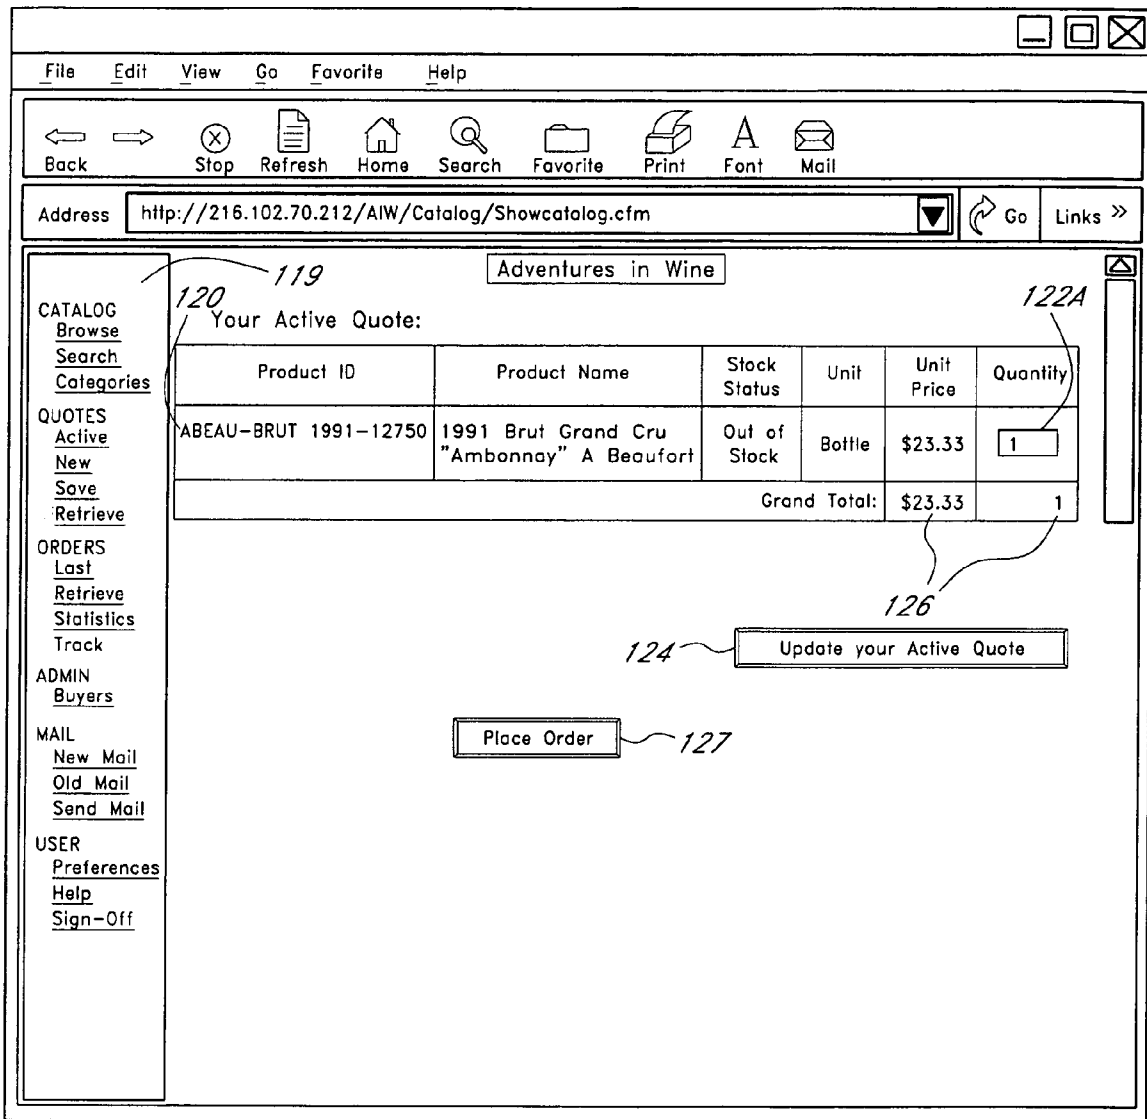 File Edit View Go Favorite Help
Back Stop Refresh Home Search Favorite Print A Font Mail
Address http://216.102.70.212/AIW/Catalog/Showcatalog.cfm Go Links »
119
Adventures in Wine
120
122A
CATALOG
Browse
Search
Categories
QUOTES
Active
New
Save
Retrieve
ORDERS
Last
Retrieve
Statistics
Track
ADMIN
Buyers
MAIL
New Mail
Old Mail
Send Mail
USER
Preferences
Help
Sign-Off
Your Active Quote:
Product ID
Product Name
Stock
Status
Unit
Unit
Price
Quantity
ABEAU-BRUT 1991-12750
1991 Brut Grand Cru
"Ambonnay" A Beaufort
Out of
Stock
Bottle
$23.33
1
Grand Total: $23.33 1
126
124
Update your Active Quote
Place Order
127